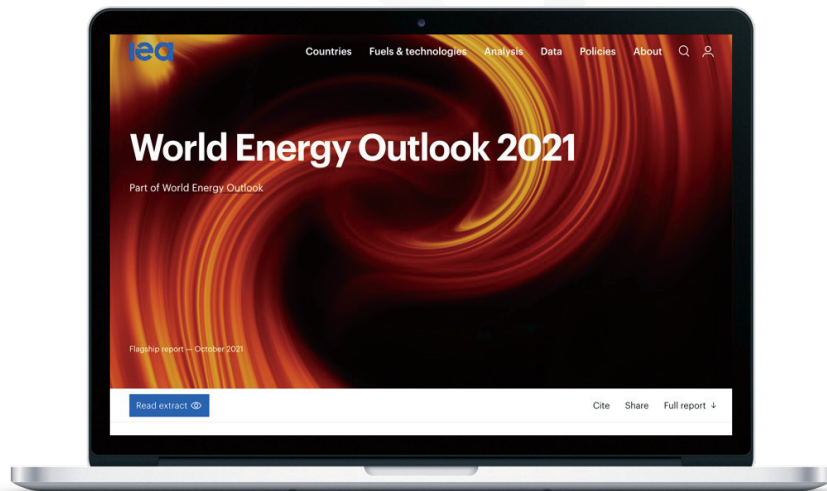 iea
Countries Fuels & technologies Analysis Data Policies About
World Energy Outlook 2021
Part of World Energy Outlook
Flagship report — October 2021
Read extract
Cite Share Full report ↓